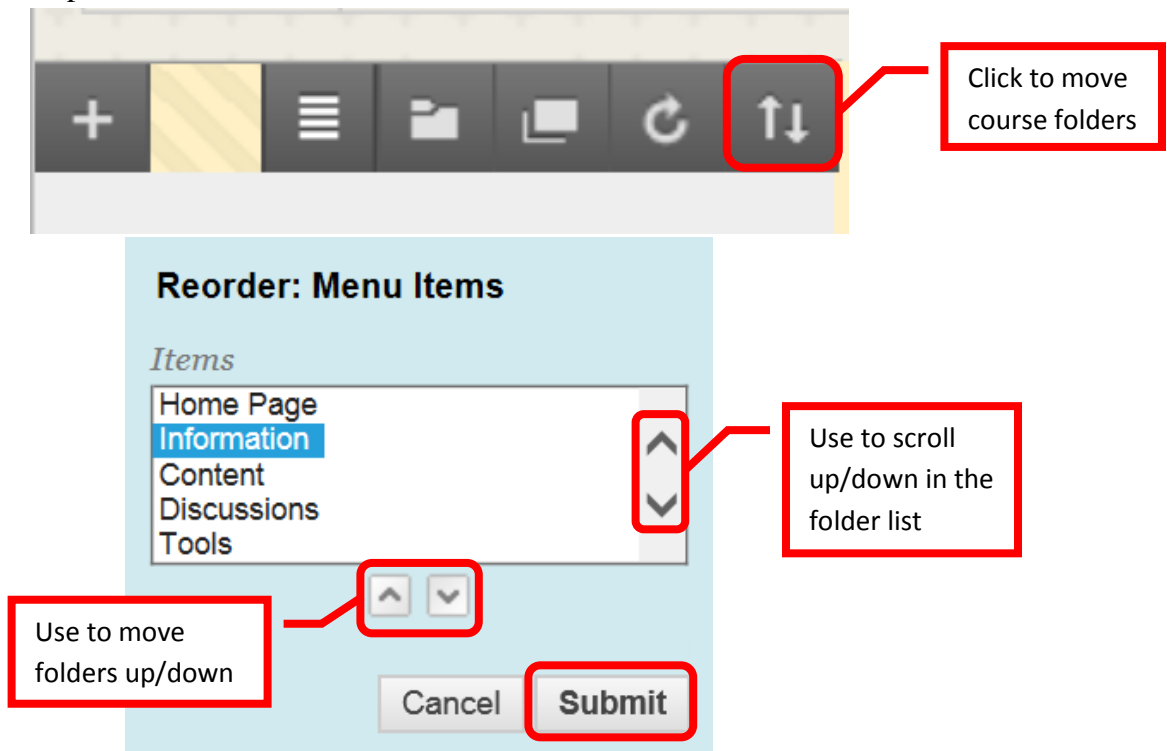 Click to move
course folders
Reorder: Menu Items
Items
Home Page
Information
Content
Discussions
Tools
Use to scroll
up/down in the
folder list
Use to move
folders up/down
Cancel
Submit